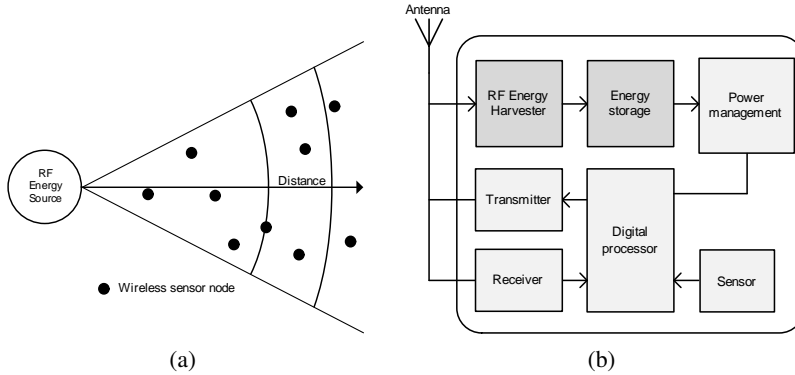 RF
Energy
Source
Distance
Wireless sensor node
(a)
Antenna
RF Energy
Harvester
Energy
storage
Power
management
Transmitter
Digital
processor
Receiver
Sensor
(b)